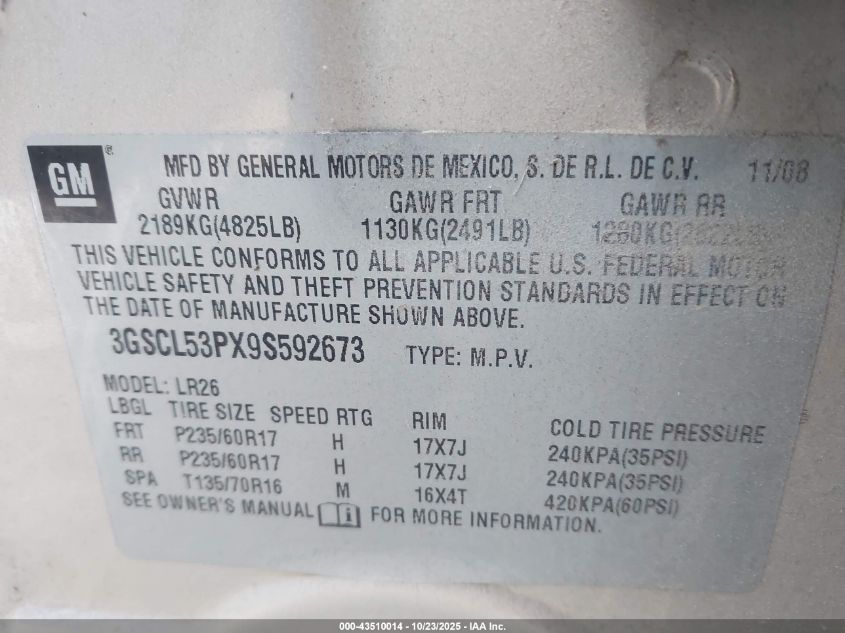 GM ® MFD BY GENERAL MOTORS DE MEXICO, S. DE R.L. DE C.V. 11/08
GVWR GAWR FRT GAWR RR
2189KG(4825LB) 1130KG(2491LB)
THIS VEHICLE CONFORMS TO ALL APPLICABLE U.S. FEDERAL MOTOR
VEHICLE SAFETY AND THEFT PREVENTION STANDARDS IN EFFECT ON
THE DATE OF MANUFACTURE SHOWN ABOVE.
3GSCL53PX9S592673 TYPE: M.P.V.
MODEL: LR26
LBGL TIRE SIZE SPEED RTG RIM COLD TIRE PRESSURE
FRT P235/60R17 H 17X7J 240KPA(35PSI)
RR P235/60R17 H 17X7J 240KPA(35PSI)
SPA T135/70R16 M 16X4T 420KPA(60PSI)
SEE OWNER'S MANUAL i FOR MORE INFORMATION.
000-43510014 - 10/23/2025 - IAA Inc.